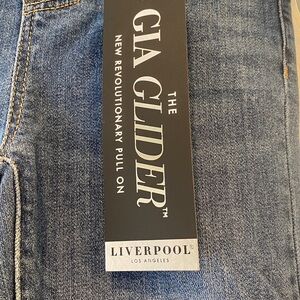 THE
GIA GLIDER™
NEW REVOLUTIONARY PULL ON
LIVERPOOL®
LOS ANGELES